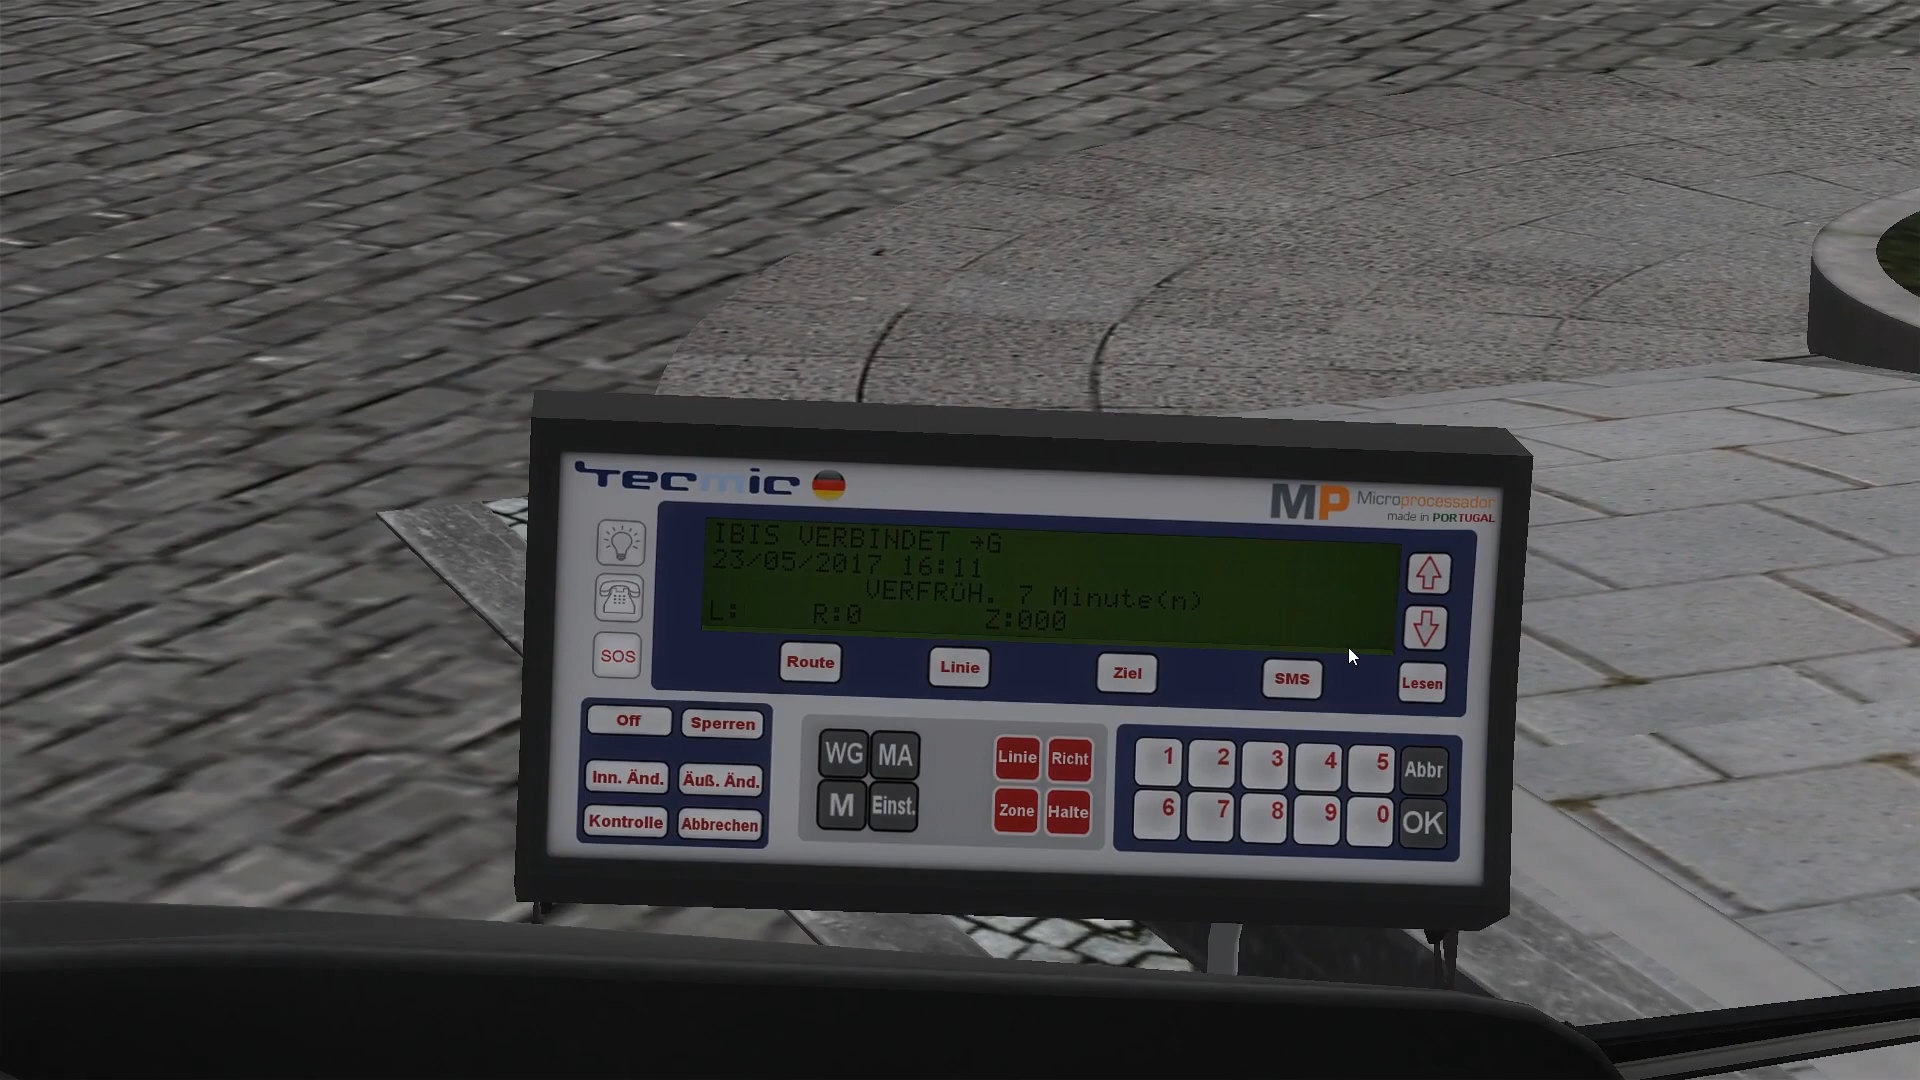 Tecmic
MP Microprocessador
made in PORTUGAL
IBIS VERBINDET →G
23/05/2017 16:11
VERFRÜH. 7 Minute(n)
L: R:0 Z:000
SOS
Route Linie Ziel SMS Lesen
Off Sperren
Inn. Änd. Äuß. Änd.
Kontrolle Abbrechen
WG MA
M Einst.
Linie Richt
Zone Halte
1 2 3 4 5 Abbr
6 7 8 9 0 OK